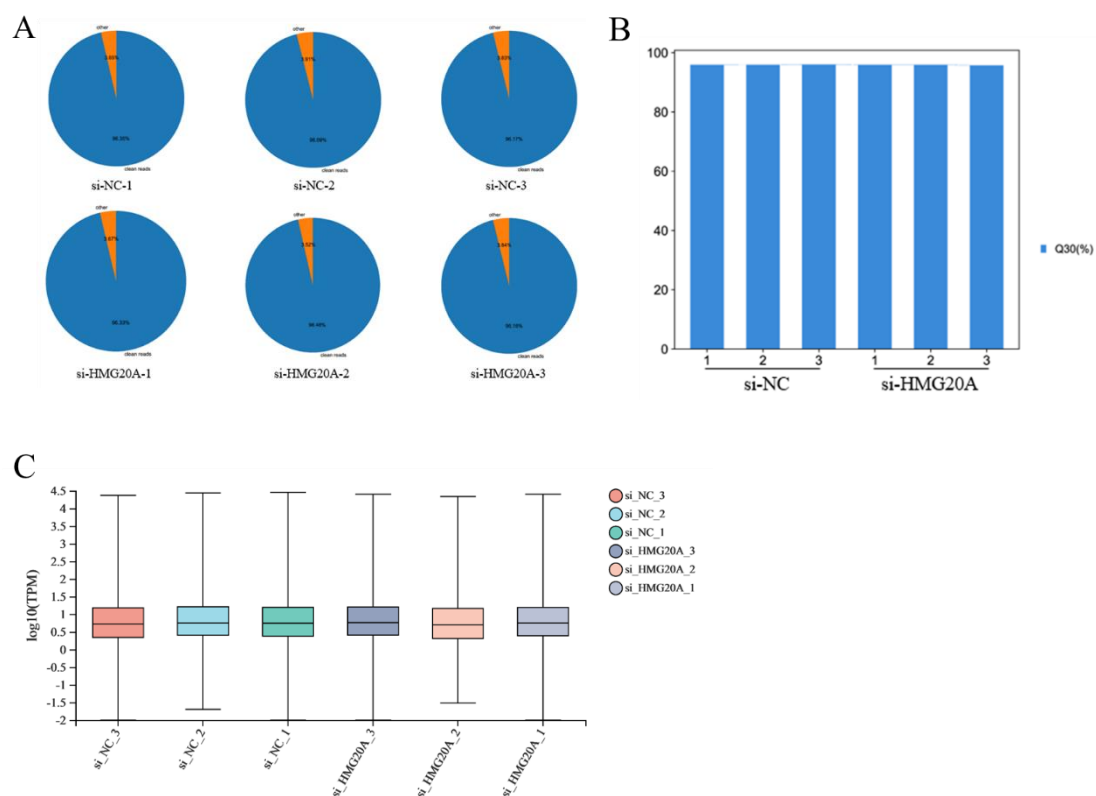 A
other
other
other
clean reads
clean reads
clean reads
si-NC-1
si-NC-2
si-NC-3
other
other
other
clean reads
clean reads
clean reads
si-HMG20A-1
si-HMG20A-2
si-HMG20A-3
B
100
80
60
40
20
0
Q30(%)
1 2 3 1 2 3
si-NC si-HMG20A
C
log10(TPM)
4.5
4
3.5
3
2.5
2
1.5
1
0.5
0
-0.5
-1
-1.5
-2
si_NC_3
si_NC_2
si_NC_1
si_HMG20A_3
si_HMG20A_2
si_HMG20A_1
si_NC_3
si_NC_2
si_NC_1
si_HMG20A_3
si_HMG20A_2
si_HMG20A_1